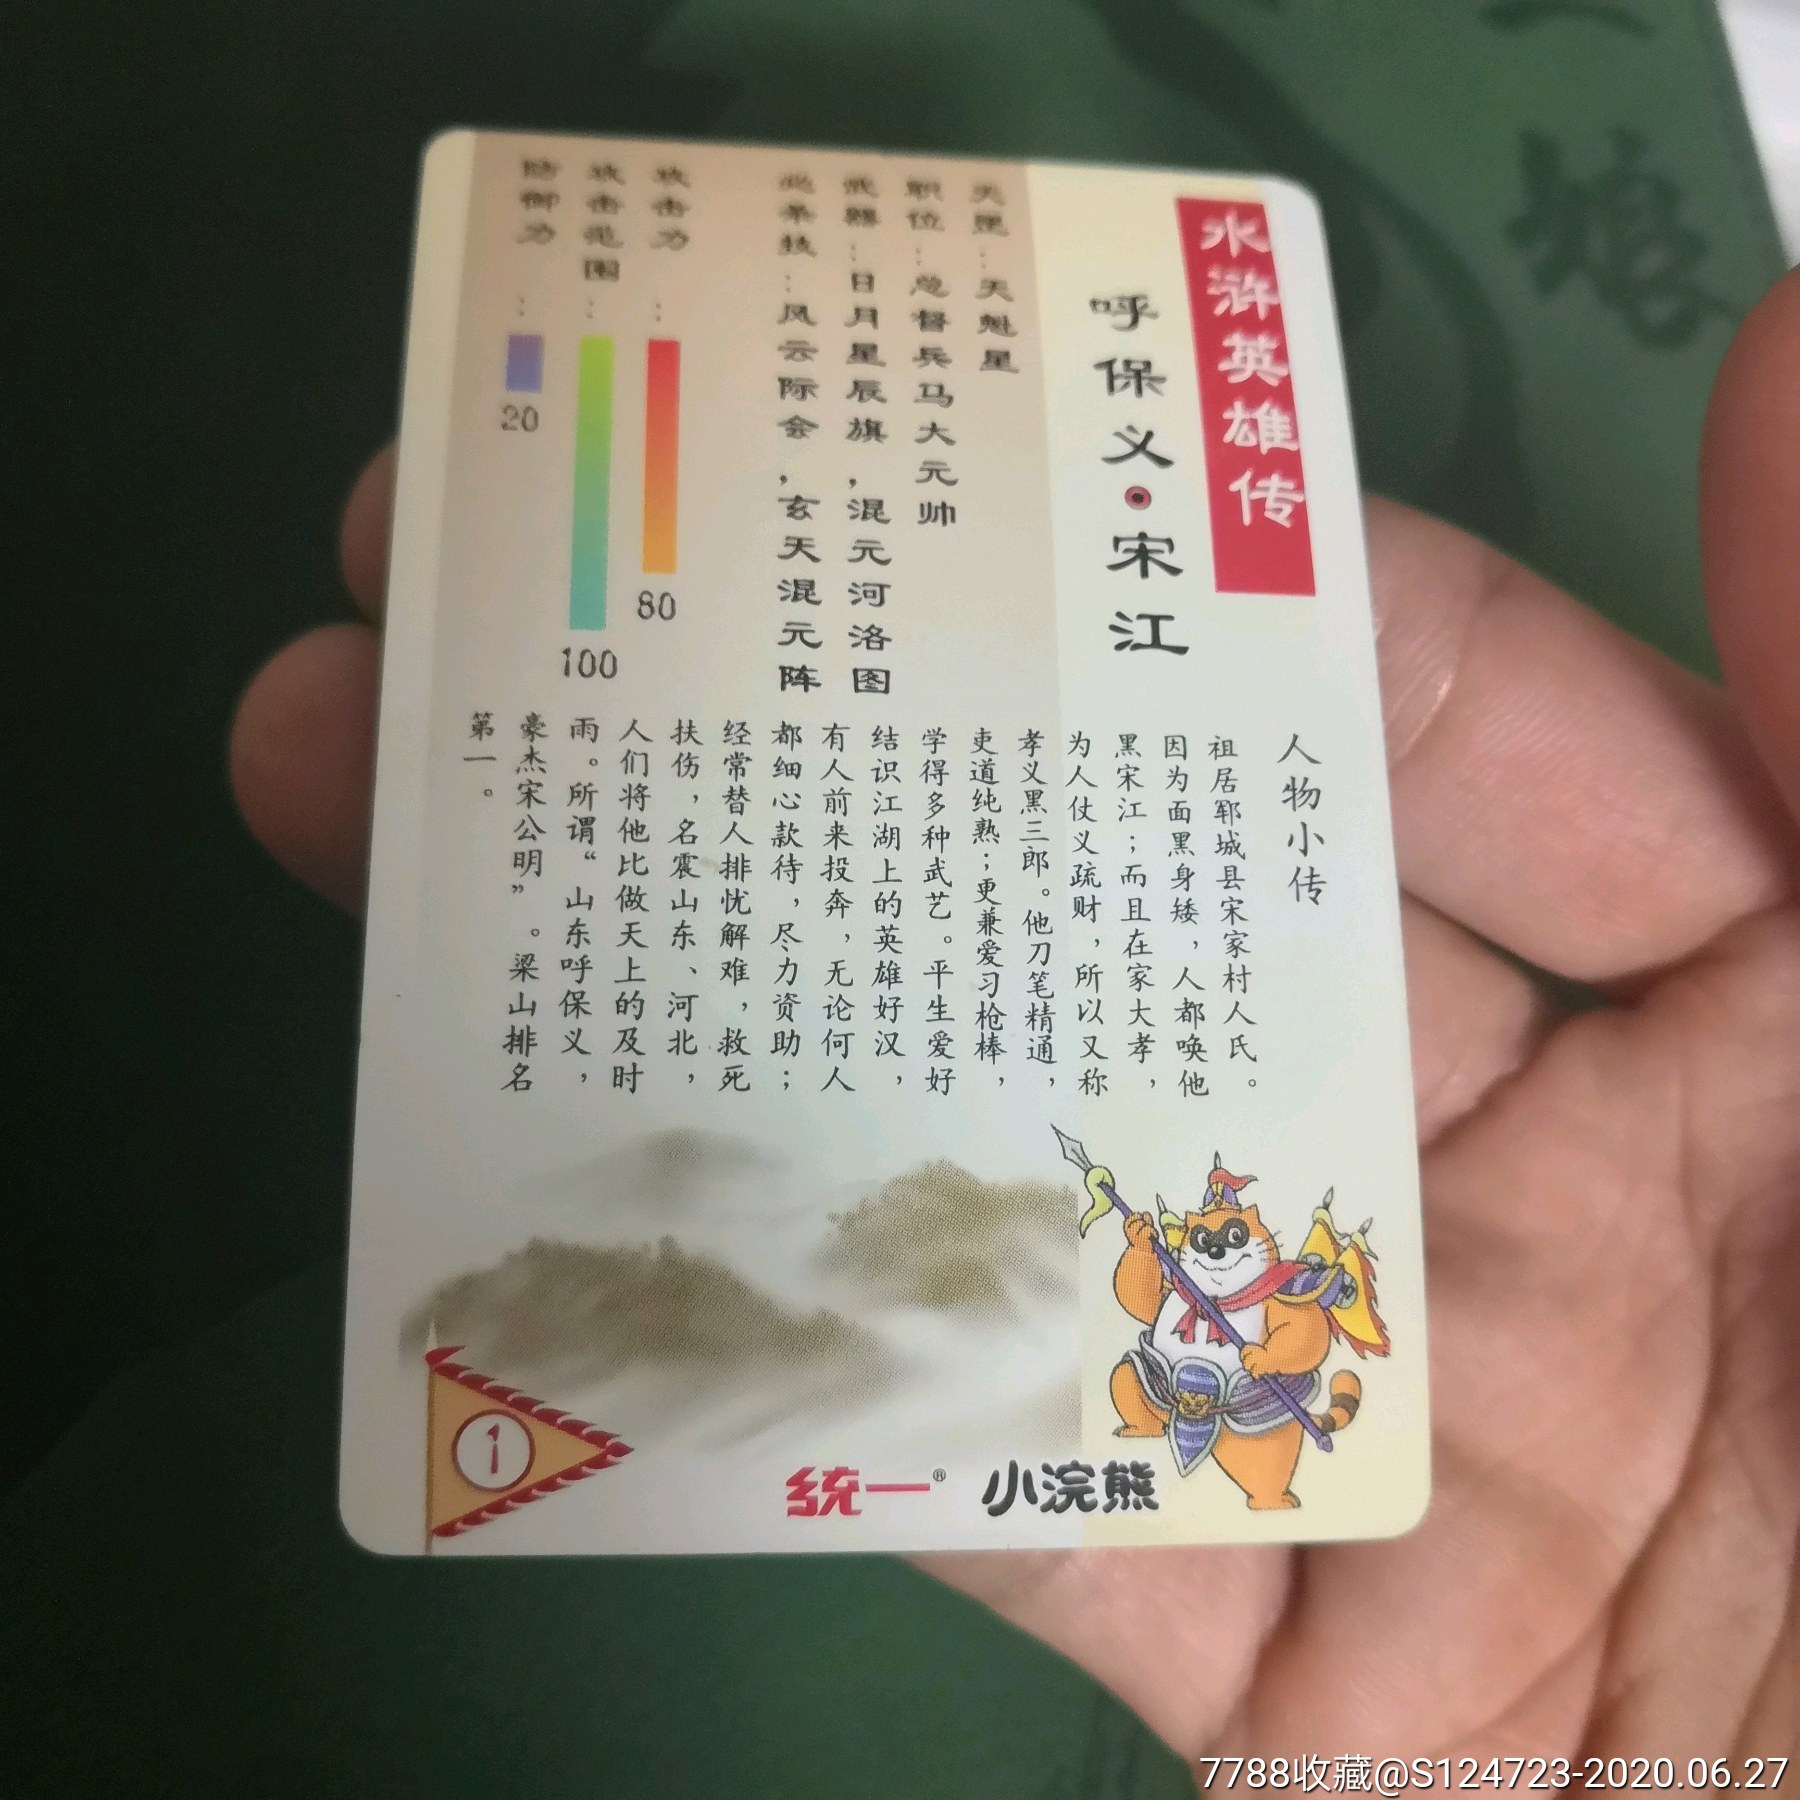 水浒英雄传
呼保义·宋江
天罡：天魁星
职位：总督兵马大元帅
武器：日月星辰旗，混元河洛图
必杀技：风云际会，玄天混元阵
攻击力：80
攻击范围：100
防御力：20
人物小传
祖居郓城县宋家村人氏。
因为面黑身矮，人都唤他
黑宋江；而且在家大孝，
为人仗义疏财，所以又称
孝义黑三郎。他刀笔精通，
吏道纯熟；更兼爱习枪棒，
学得多种武艺。平生爱好
结识江湖上的英雄好汉，
有人前来投奔，无论何人
都细心款待，尽力资助；
经常替人排忧解难，救死
扶伤，名震山东、河北，
人们将他比做天上的及时
雨。所谓“山东呼保义，
豪杰宋公明”。梁山排名
第一。
1
统一® 小浣熊
7788收藏@S124723-2020.06.27